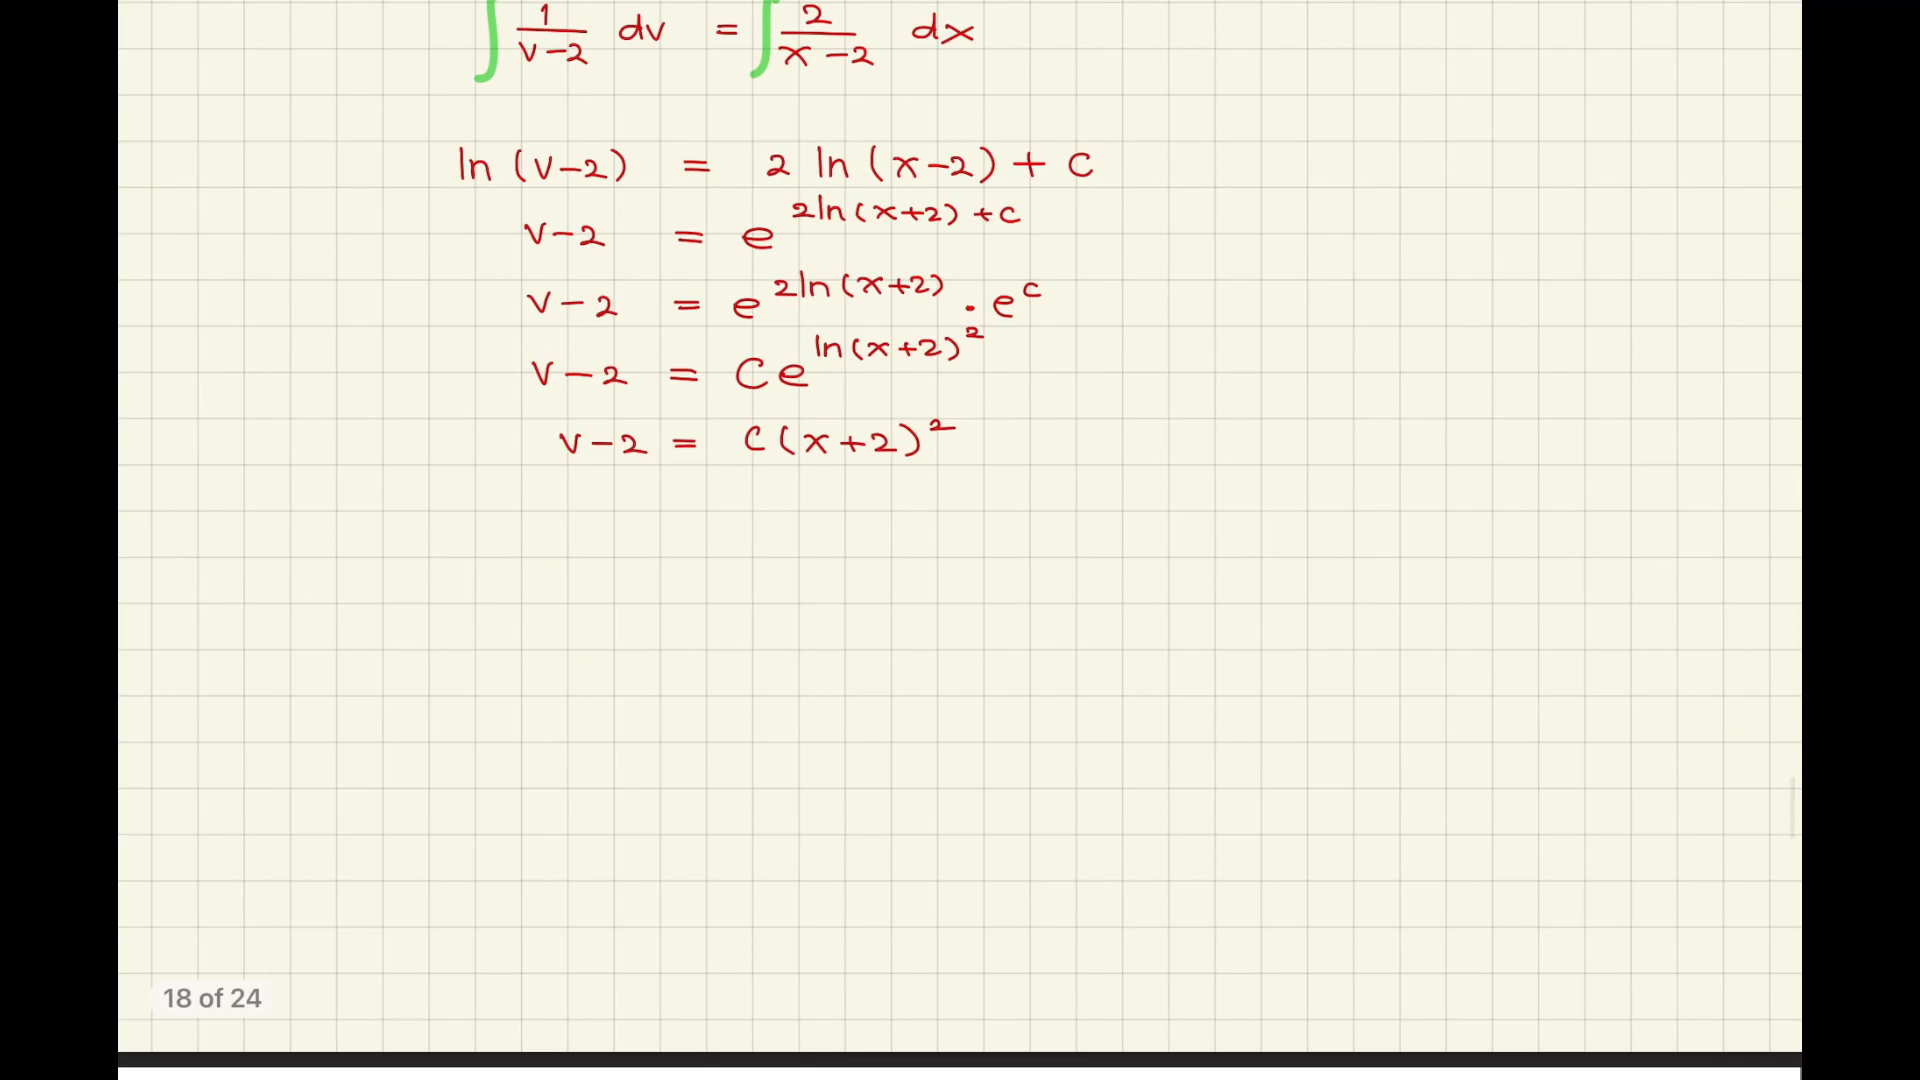 ∫ 1/(v-2) dv = ∫ 2/(x-2) dx
ln (v-2) = 2 ln (x-2) + c
v-2 = e^(2ln(x+2) + c)
v-2 = e^(2ln(x+2)) · e^c
v-2 = C e^(ln(x+2)^2)
v-2 = C(x+2)^2
18 of 24